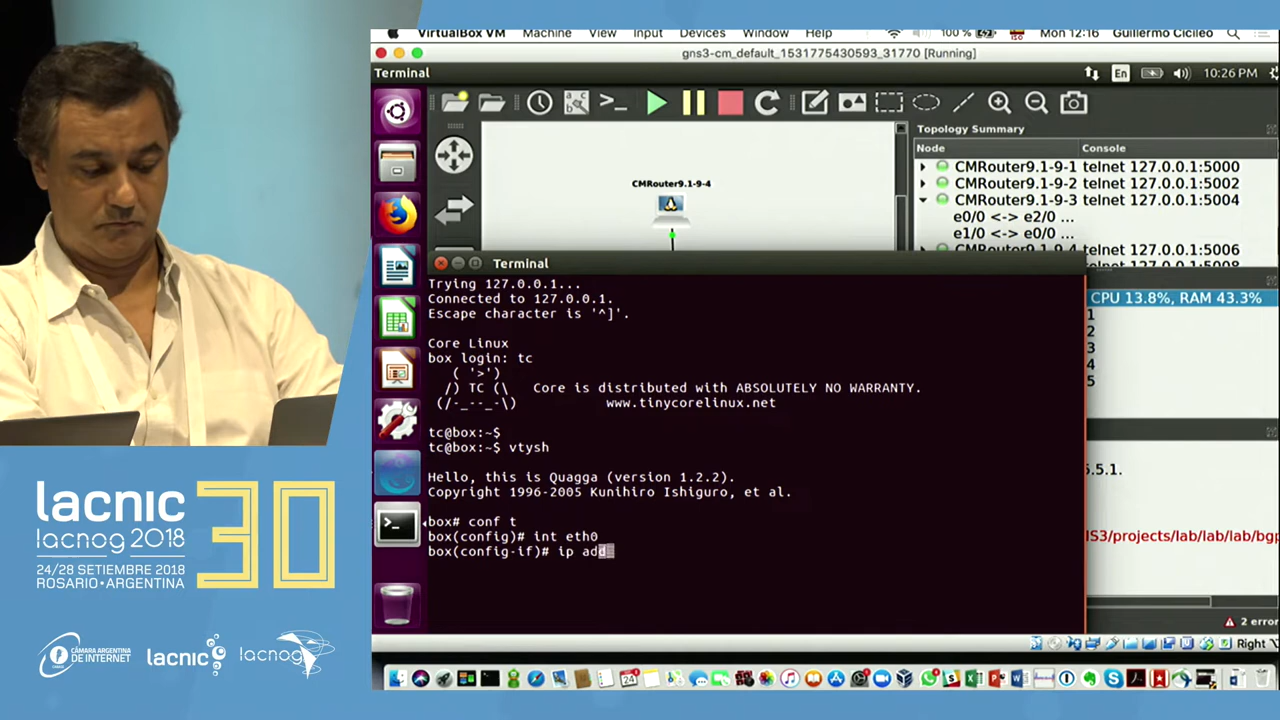 VirtualBox VM Machine View Input Devices Window Help 100 % Mon 12:16 Guillermo Cicileo
gns3-cm_default_1531775430593_31770 [Running]
Terminal En 10:26 PM
Topology Summary
Node Console
CMRouter9.1-9-1 telnet 127.0.0.1:5000
CMRouter9.1-9-2 telnet 127.0.0.1:5002
CMRouter9.1-9-3 telnet 127.0.0.1:5004
e0/0 <-> e2/0 ...
e1/0 <-> e0/0 ...
CMRouter9.1-9-4 telnet 127.0.0.1:5006
CMRouter9.1-9-4
Terminal
Trying 127.0.0.1...
Connected to 127.0.0.1.
Escape character is '^]'.
Core Linux
box login: tc
( '>')
/) TC (\ Core is distributed with ABSOLUTELY NO WARRANTY.
(/-_--_-\) www.tinycorelinux.net
tc@box:~$
tc@box:~$ vtysh
Hello, this is Quagga (version 1.2.2).
Copyright 1996-2005 Kunihiro Ishiguro, et al.
box# conf t
box(config)# int eth0
box(config-if)# ip add
CPU 13.8%, RAM 43.3%
1
2
3
4
5
.5.1.
IS3/projects/lab/lab/bgp
2 error
Right
lacnic 30
lacnog 2018
24/28 SETIEMBRE 2018
ROSARIO • ARGENTINA
CÁMARA ARGENTINA
DE INTERNET
lacnic
lacnog